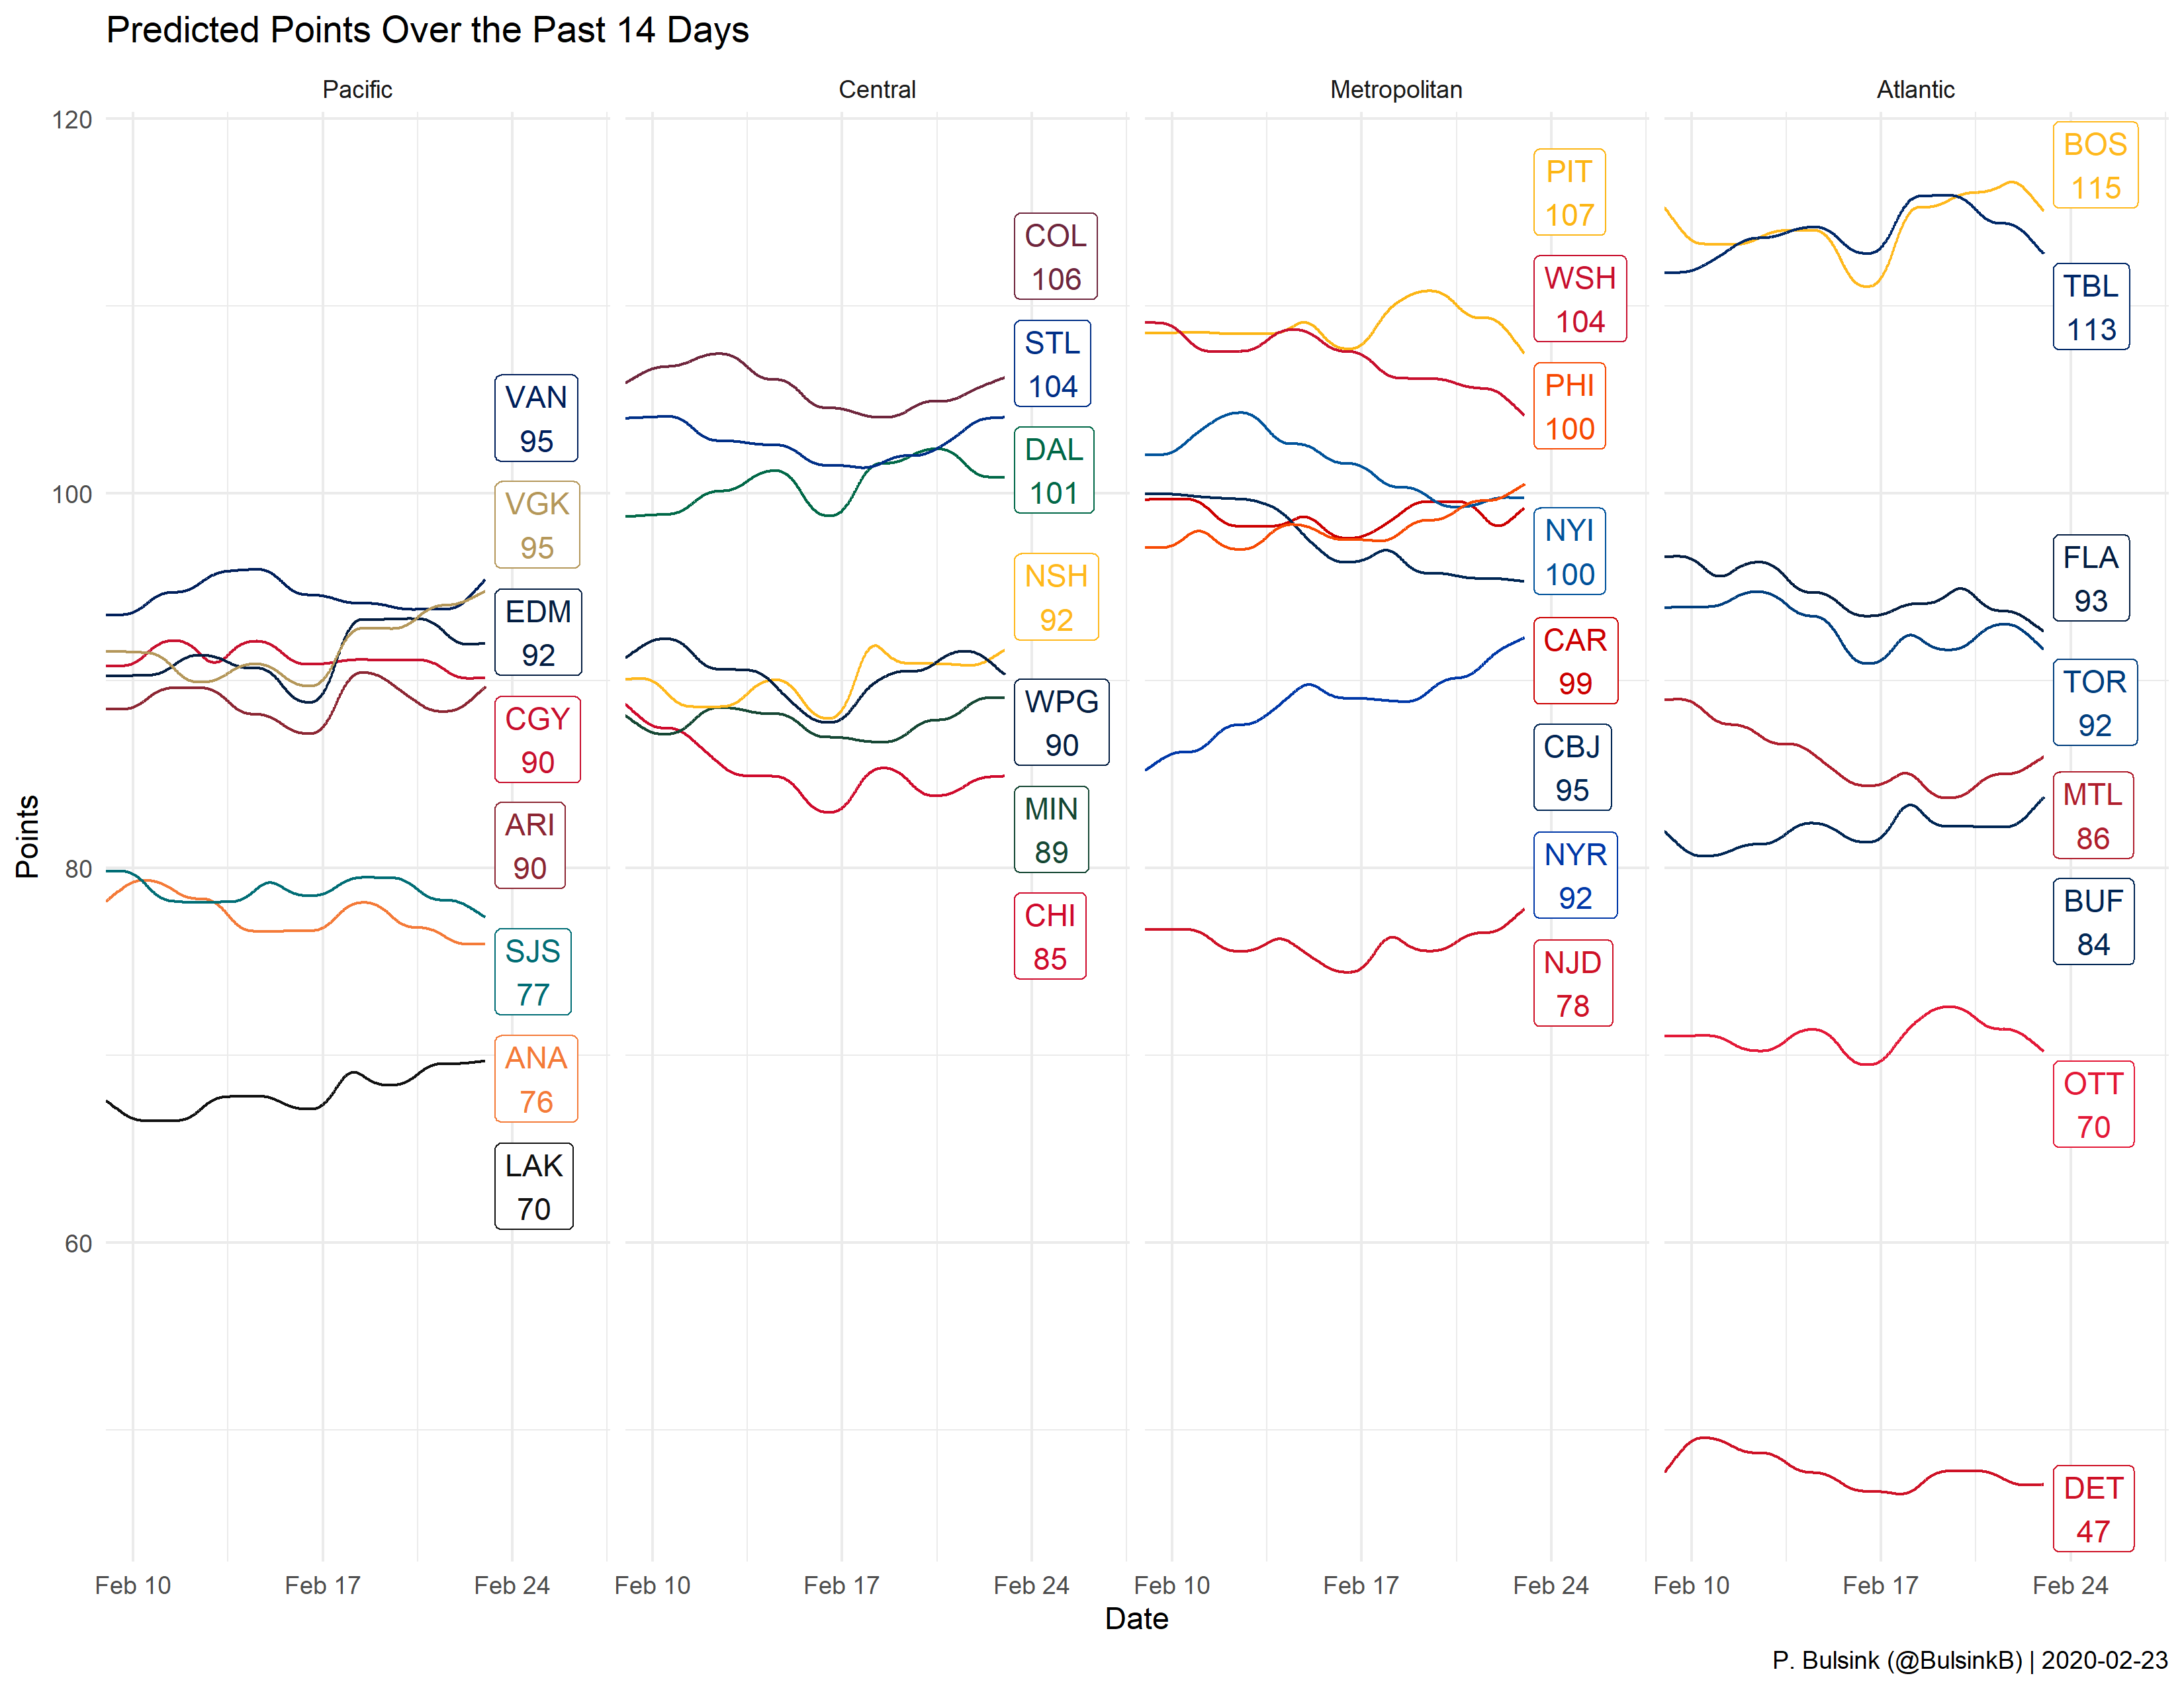 Predicted Points Over the Past 14 Days
Pacific
Central
Metropolitan
Atlantic
Points
120
100
80
60
VAN
95
VGK
95
EDM
92
CGY
90
ARI
90
SJS
77
ANA
76
LAK
70
COL
106
STL
104
DAL
101
NSH
92
WPG
90
MIN
89
CHI
85
PIT
107
WSH
104
PHI
100
NYI
100
CAR
99
CBJ
95
NYR
92
NJD
78
BOS
115
TBL
113
FLA
93
TOR
92
MTL
86
BUF
84
OTT
70
DET
47
Feb 10
Feb 17
Feb 24
Feb 10
Feb 17
Feb 24
Feb 10
Feb 17
Feb 24
Feb 10
Feb 17
Feb 24
Date
P. Bulsink (@BulsinkB) | 2020-02-23